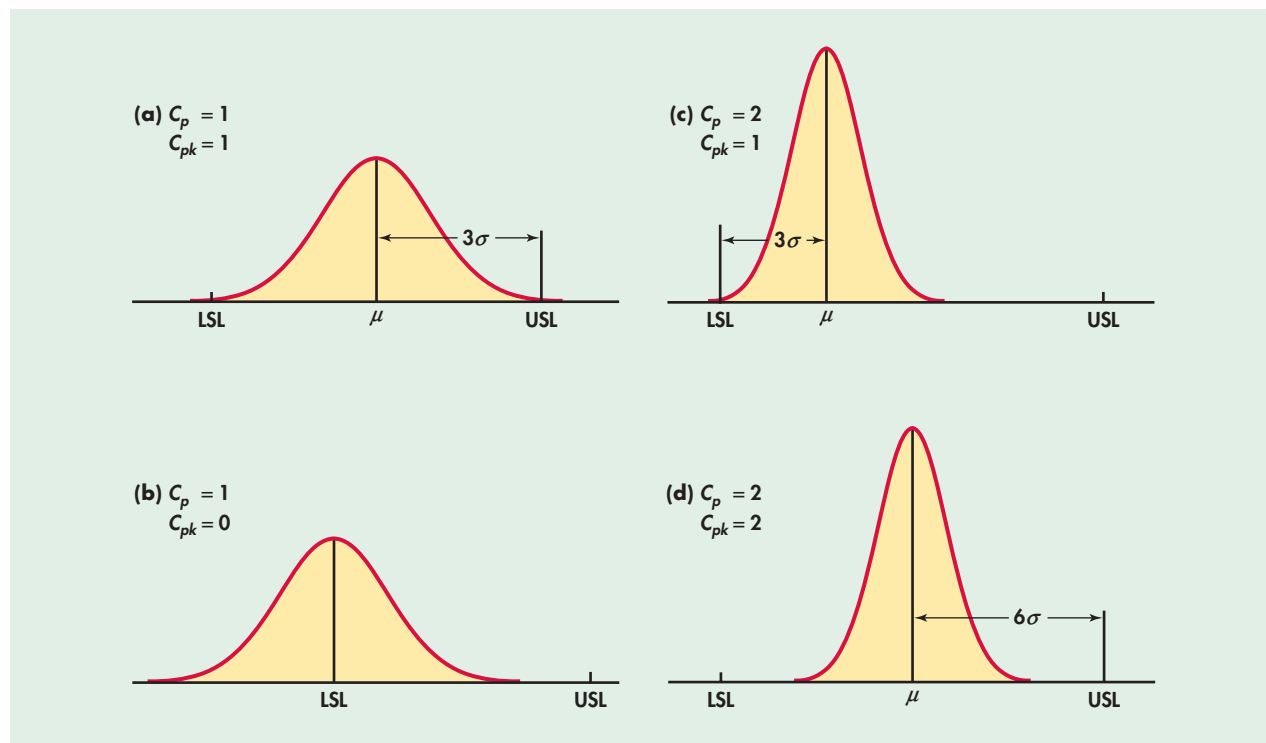 (a) Cp = 1
Cpk = 1
3σ
LSL μ USL
(c) Cp = 2
Cpk = 1
3σ
LSL μ USL
(b) Cp = 1
Cpk = 0
LSL USL
(d) Cp = 2
Cpk = 2
6σ
LSL μ USL